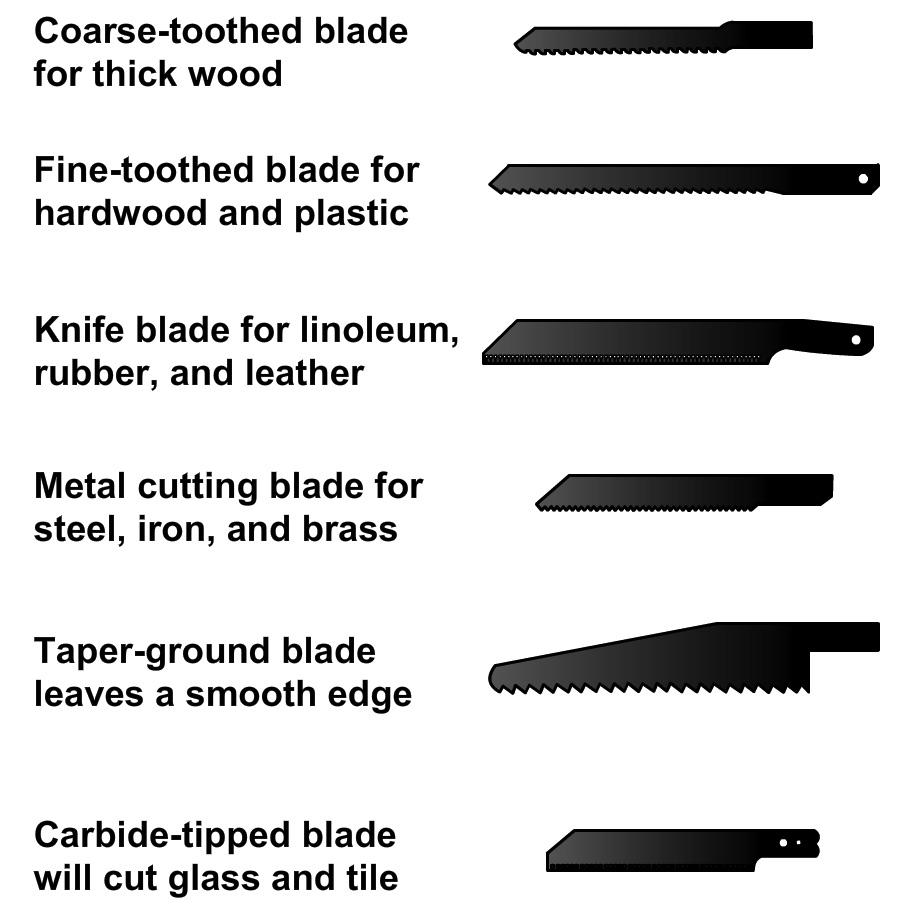 Coarse-toothed blade
for thick wood
Fine-toothed blade for
hardwood and plastic
Knife blade for linoleum,
rubber, and leather
Metal cutting blade for
steel, iron, and brass
Taper-ground blade
leaves a smooth edge
Carbide-tipped blade
will cut glass and tile